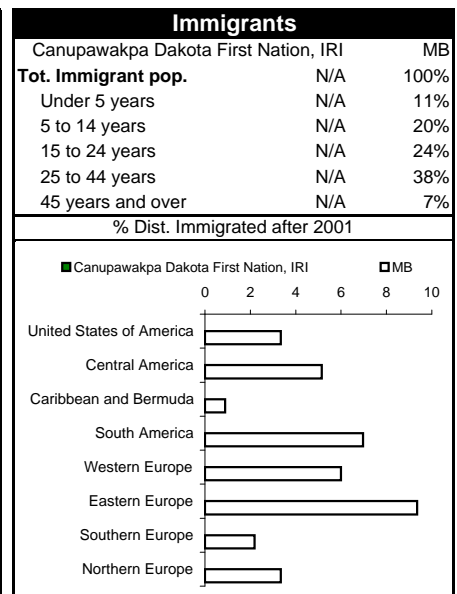 Immigrants
Canupawakpa Dakota First Nation, IRI MB
Tot. Immigrant pop. N/A 100%
Under 5 years N/A 11%
5 to 14 years N/A 20%
15 to 24 years N/A 24%
25 to 44 years N/A 38%
45 years and over N/A 7%
% Dist. Immigrated after 2001
Canupawakpa Dakota First Nation, IRI MB
0 2 4 6 8 10
United States of America
Central America
Caribbean and Bermuda
South America
Western Europe
Eastern Europe
Southern Europe
Northern Europe